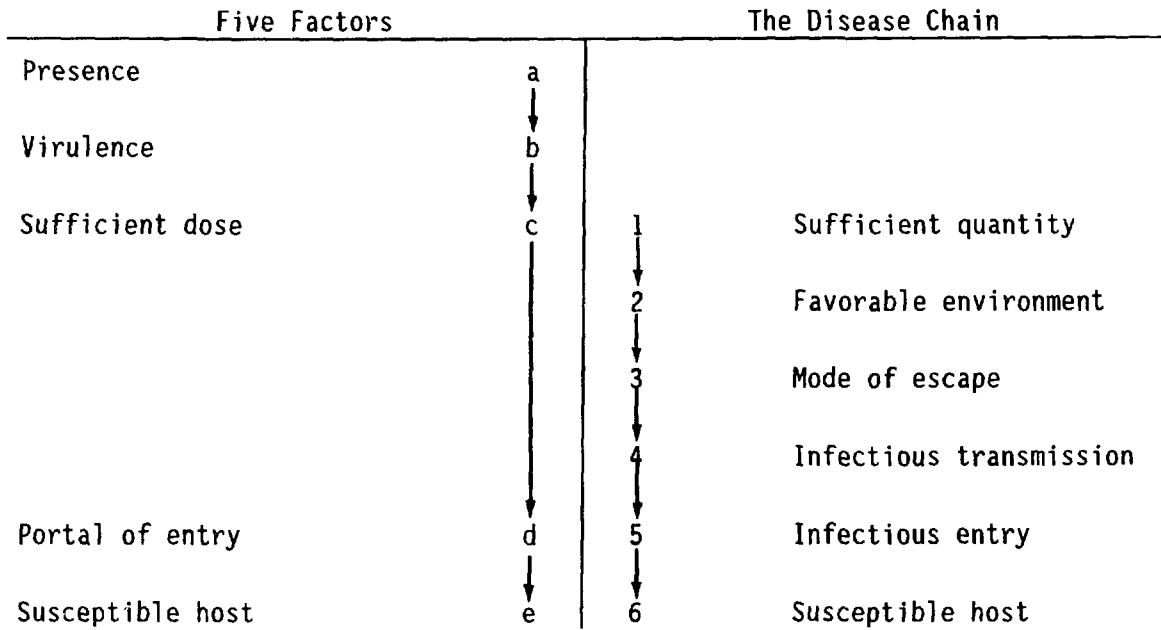 Five Factors The Disease Chain
Presence a
Virulence b
Sufficient dose c 1 Sufficient quantity
2 Favorable environment
3 Mode of escape
4 Infectious transmission
Portal of entry d 5 Infectious entry
Susceptible host e 6 Susceptible host